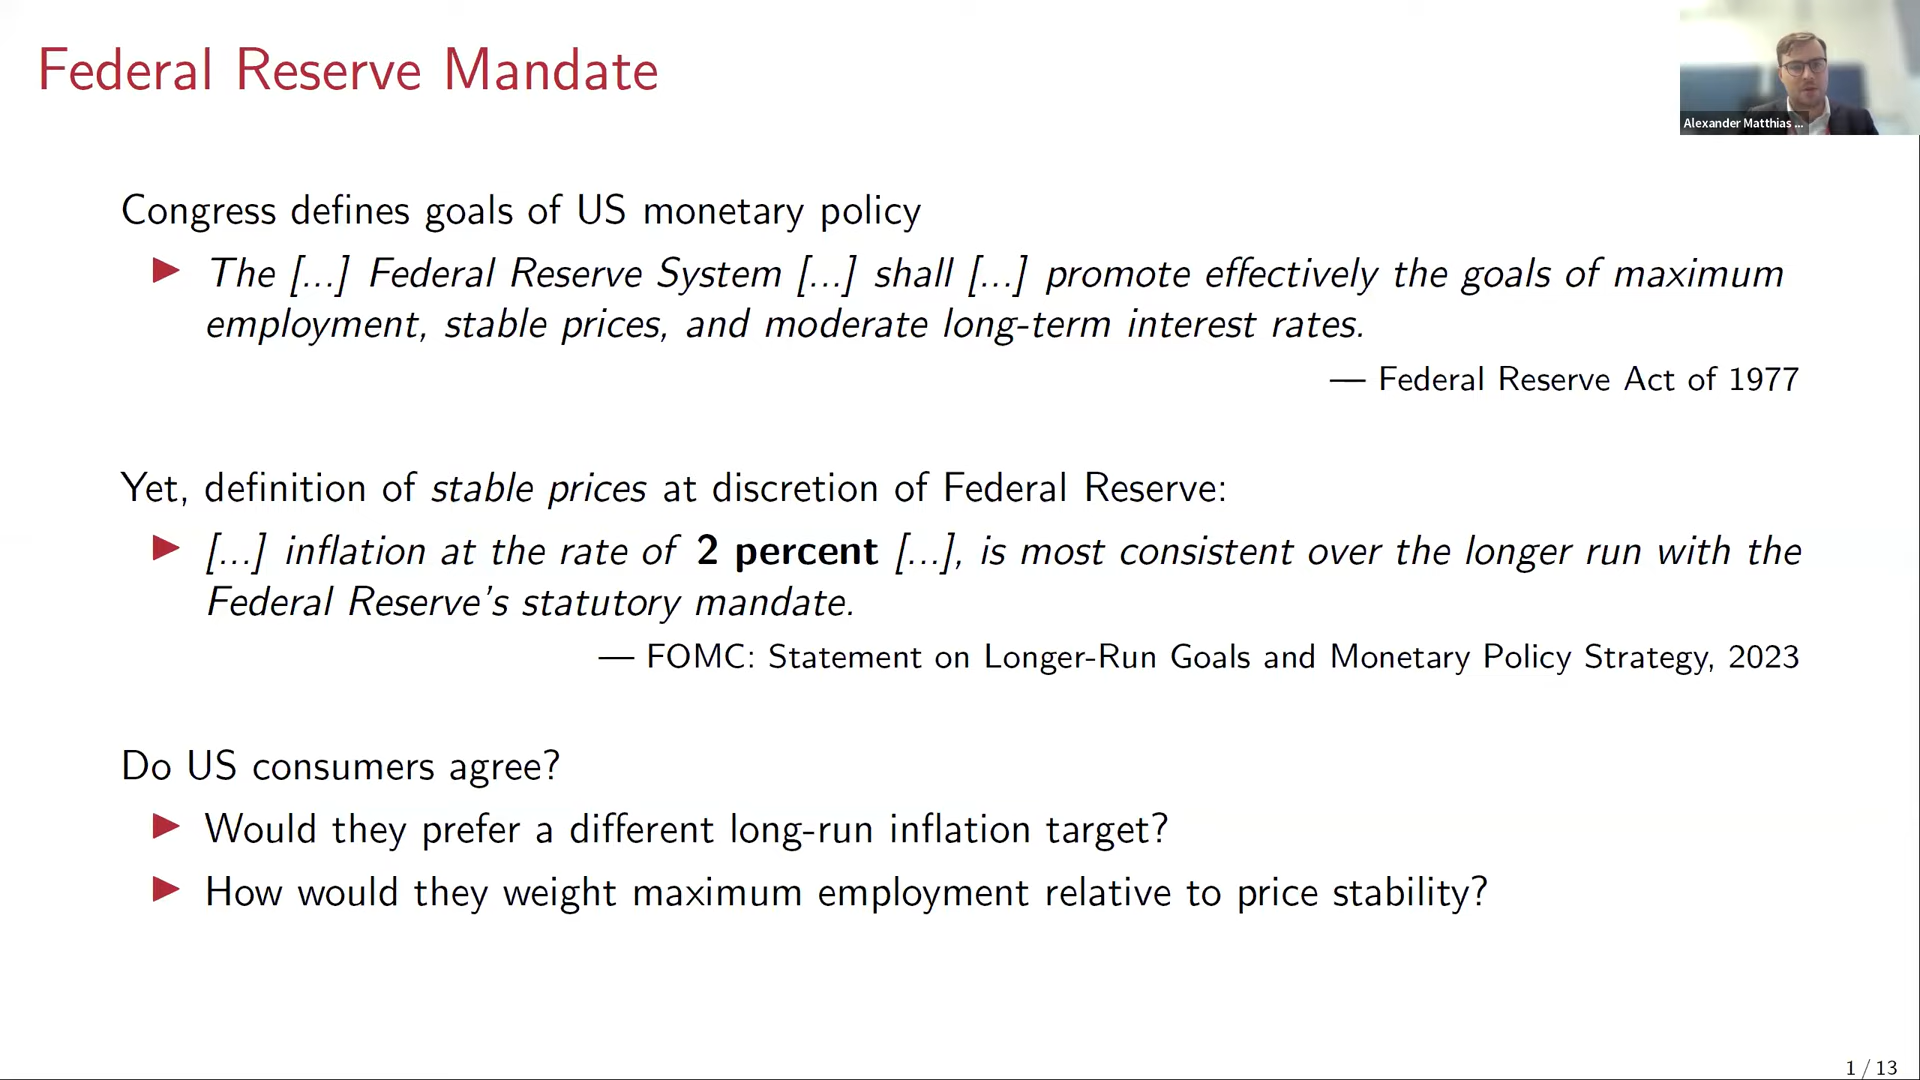 Federal Reserve Mandate
Alexander Matthias ...
Congress defines goals of US monetary policy
The [...] Federal Reserve System [...] shall [...] promote effectively the goals of maximum
employment, stable prices, and moderate long-term interest rates.
— Federal Reserve Act of 1977
Yet, definition of stable prices at discretion of Federal Reserve:
[...] inflation at the rate of 2 percent [...], is most consistent over the longer run with the
Federal Reserve's statutory mandate.
— FOMC: Statement on Longer-Run Goals and Monetary Policy Strategy, 2023
Do US consumers agree?
Would they prefer a different long-run inflation target?
How would they weight maximum employment relative to price stability?
1 / 13